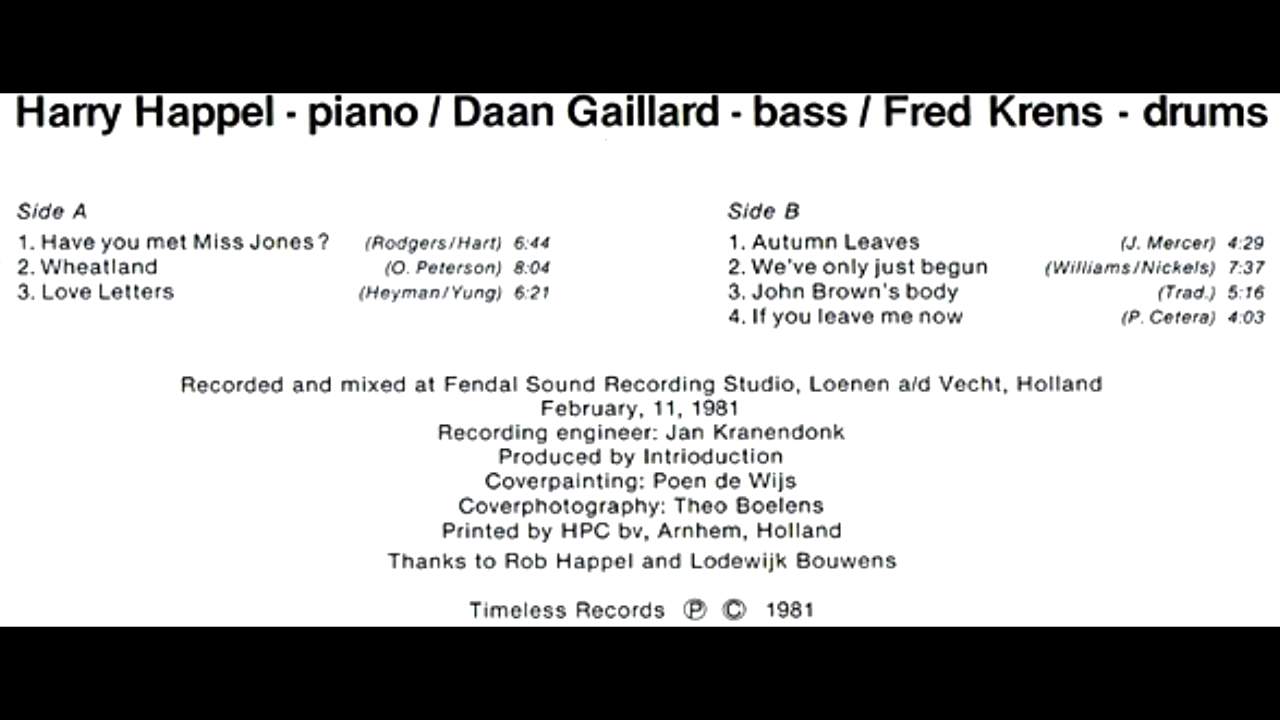 Harry Happel - piano / Daan Gaillard - bass / Fred Krens - drums
Side A
1. Have you met Miss Jones? (Rodgers/Hart) 6:44
2. Wheatland (O. Peterson) 8:04
3. Love Letters (Heyman/Yung) 6:21
Side B
1. Autumn Leaves (J. Mercer) 4:29
2. We've only just begun (Williams/Nickels) 7:37
3. John Brown's body (Trad.) 5:16
4. If you leave me now (P. Cetera) 4:03
Recorded and mixed at Fendal Sound Recording Studio, Loenen a/d Vecht, Holland
February, 11, 1981
Recording engineer: Jan Kranendonk
Produced by Intrioduction
Coverpainting: Poen de Wijs
Coverphotography: Theo Boelens
Printed by HPC bv, Arnhem, Holland
Thanks to Rob Happel and Lodewijk Bouwens
Timeless Records Ⓟ © 1981